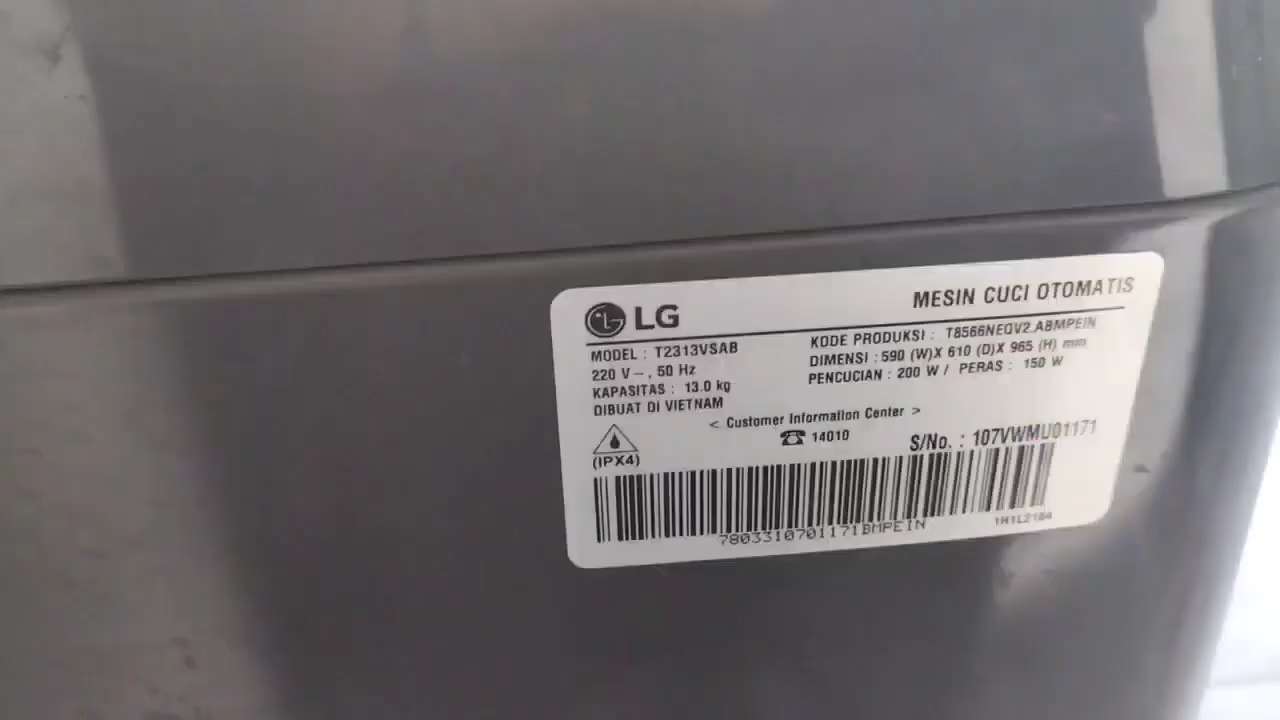 LG
MESIN CUCI OTOMATIS
MODEL : T2313VSAB
220 V~, 50 Hz
KAPASITAS : 13.0 kg
DIBUAT DI VIETNAM
KODE PRODUKSI : T8566NEQV2.ABMPEIN
DIMENSI : 590 (W)X 610 (D)X 965 (H) mm
PENCUCIAN : 200 W / PERAS : 150 W
< Customer Information Center >
☎ 14010
(IPX4)
S/No. : 107VWMU01171
7803310701171BMPEIN
1H1L2184